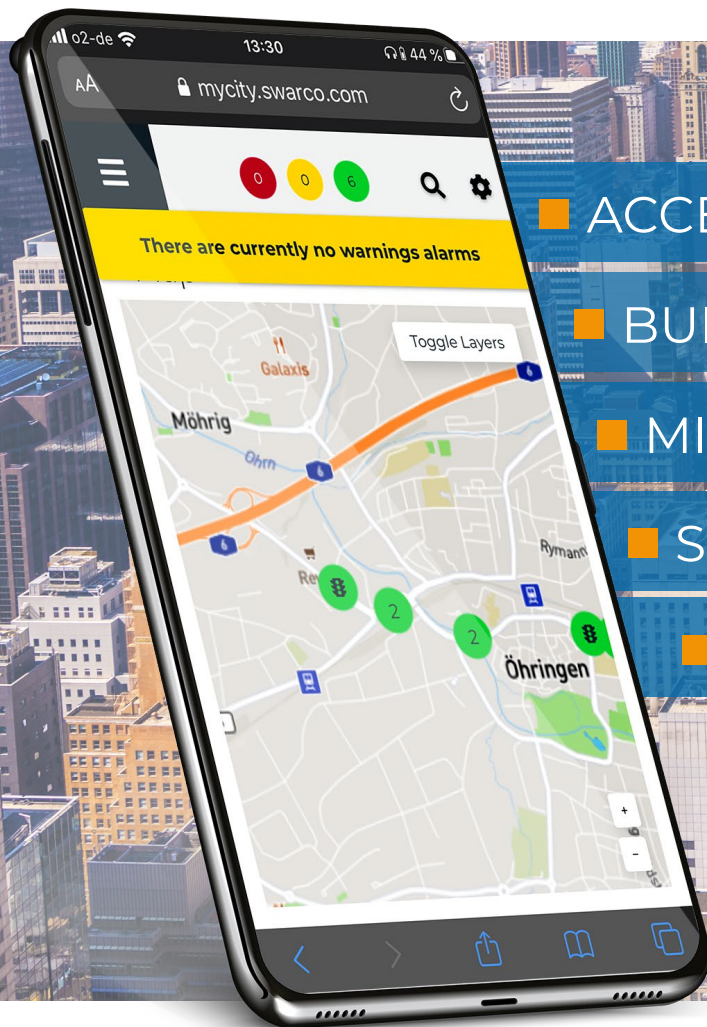 o2-de 13:30 44 %
AA mycity.swarco.com
0 0 6
There are currently no warnings alarms
Toggle Layers
Galaxis
Möhrig
Ohrn
6
6
6
Rymann
2
2
Öhringen
+
-
ACCE
BUI
MI
S